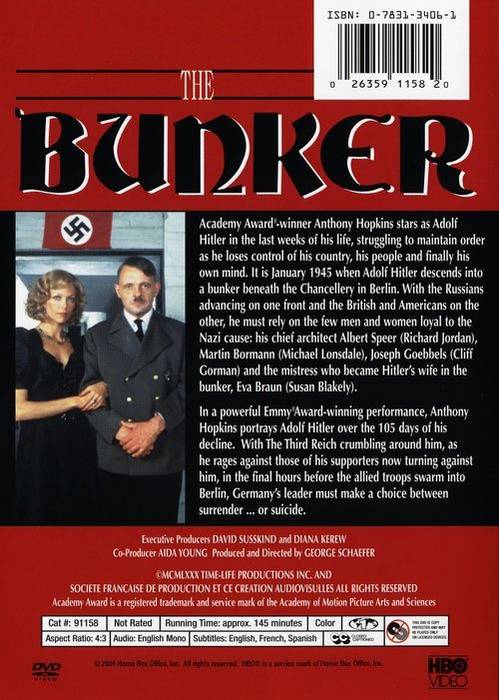 ISBN: 0-7831-3406-1
0 26359 1158 2 0
THE
BUNKER
Academy Award®-winner Anthony Hopkins stars as Adolf
Hitler in the last weeks of his life, struggling to maintain order
as he loses control of his country, his people and finally his
own mind. It is January 1945 when Adolf Hitler descends into
a bunker beneath the Chancellery in Berlin. With the Russians
advancing on one front and the British and Americans on the
other, he must rely on the few men and women loyal to the
Nazi cause: his chief architect Albert Speer (Richard Jordan),
Martin Bormann (Michael Lonsdale), Joseph Goebbels (Cliff
Gorman) and the mistress who became Hitler's wife in the
bunker, Eva Braun (Susan Blakely).
In a powerful Emmy®Award-winning performance, Anthony
Hopkins portrays Adolf Hitler over the 105 days of his
decline. With The Third Reich crumbling around him, as
he rages against those of his supporters now turning against
him, in the final hours before the allied troops swarm into
Berlin, Germany's leader must make a choice between
surrender ... or suicide.
Executive Producers DAVID SUSSKIND and DIANA KEREW
Co-Producer AIDA YOUNG Produced and Directed by GEORGE SCHAEFER
©MCMLXXX TIME-LIFE PRODUCTIONS INC. AND
SOCIETE FRANCAISE DE PRODUCTION ET CE CREATION AUDIOVISULLES ALL RIGHTS RESERVED
Academy Award is a registered trademark and service mark of the Academy of Motion Picture Arts and Sciences
Cat #: 91158 Not Rated Running Time: approx. 145 minutes Color
Aspect Ratio: 4:3 Audio: English Mono Subtitles: English, French, Spanish CC CLOSED CAPTIONED
DVD VIDEO
© 2004 Home Box Office, Inc. All rights reserved. HBO® is a service mark of Home Box Office, Inc.
HBO
VIDEO